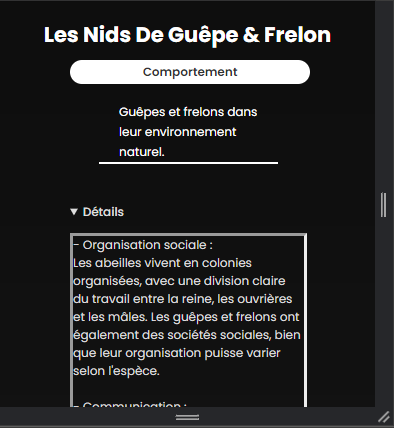 Les Nids De Guêpe & Frelon
Comportement
Guêpes et frelons dans
leur environnement
naturel.
▼ Détails
- Organisation sociale :
Les abeilles vivent en colonies
organisées, avec une division claire
du travail entre la reine, les ouvrières
et les mâles. Les guêpes et frelons ont
également des sociétés sociales, bien
que leur organisation puisse varier
selon l'espèce.
- Communication :